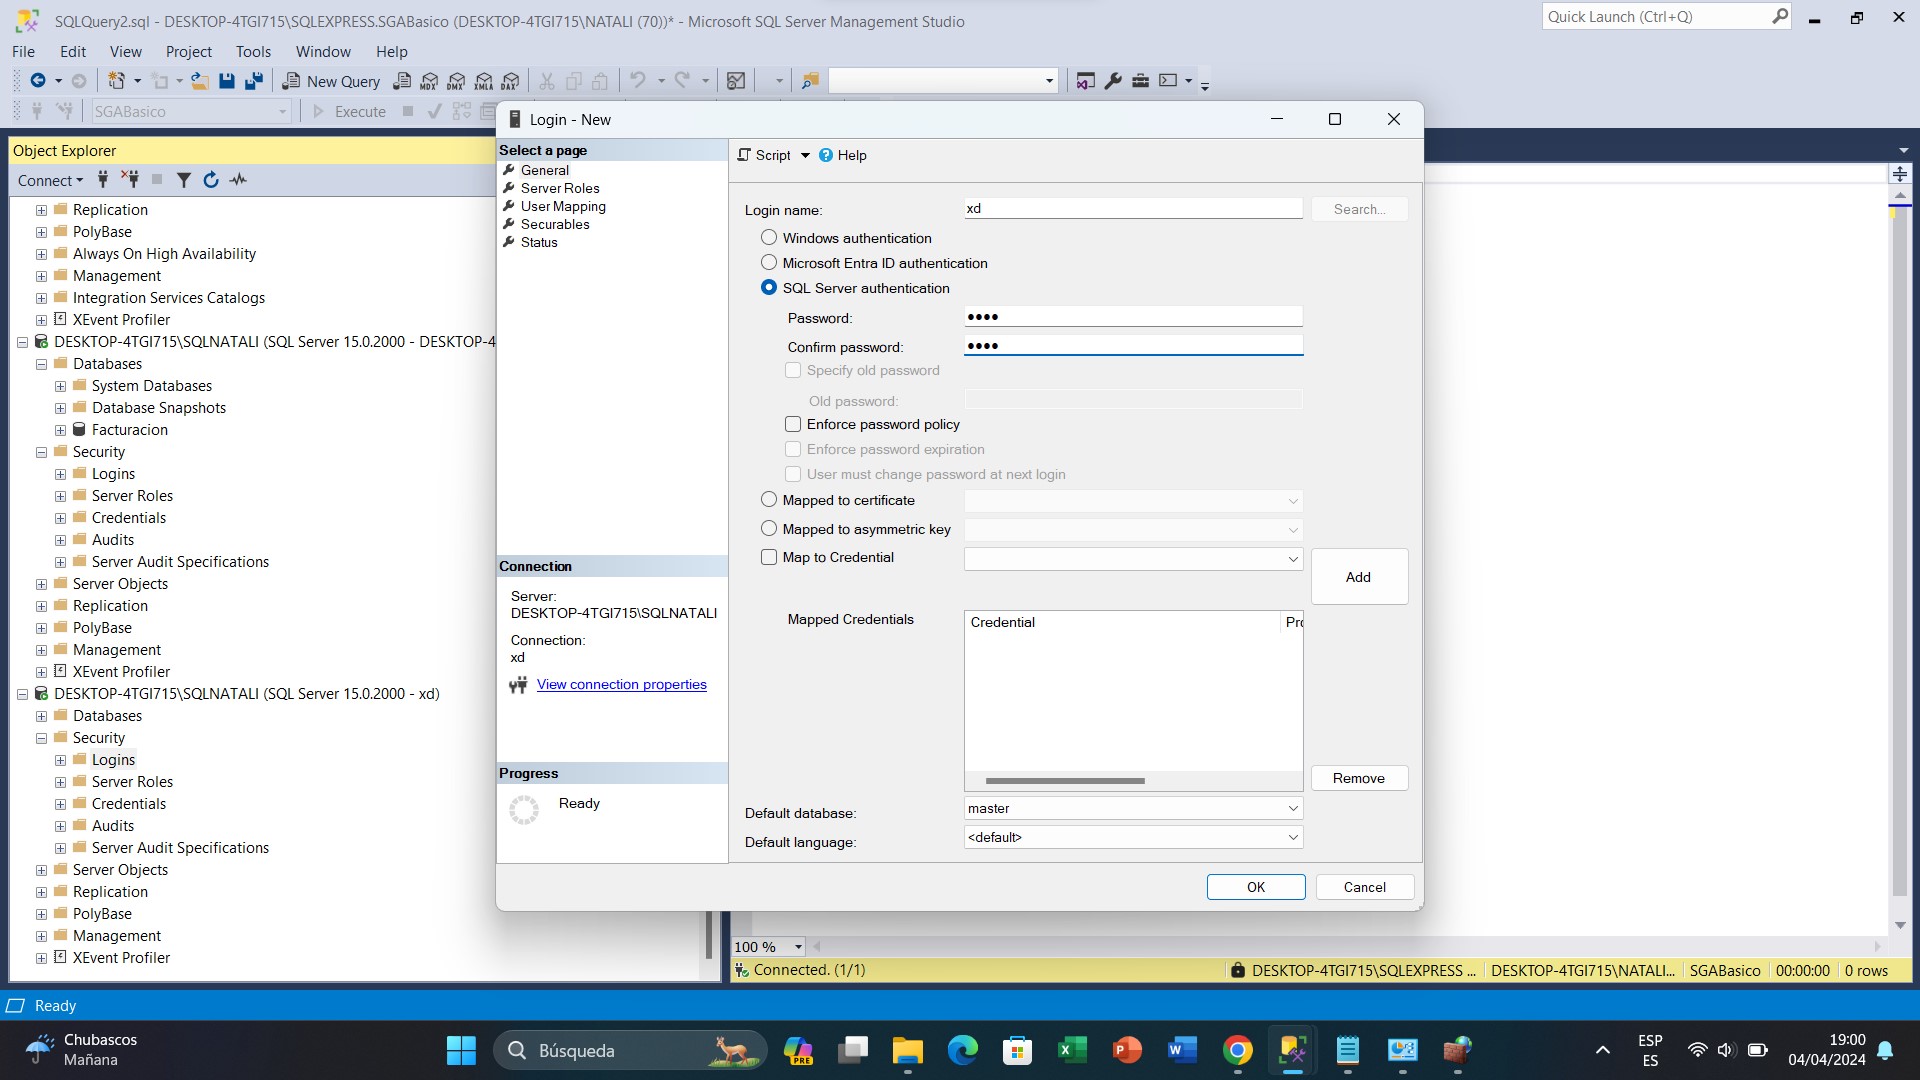 SQLQuery2.sql - DESKTOP-4TGI715\SQLEXPRESS.SGABasico (DESKTOP-4TGI715\NATALI (70))* - Microsoft SQL Server Management Studio
Quick Launch (Ctrl+Q)
File Edit View Project Tools Window Help
New Query MDX DMX XMLA DAX
SGABasico Execute
Object Explorer
Connect
Replication
PolyBase
Always On High Availability
Management
Integration Services Catalogs
XEvent Profiler
DESKTOP-4TGI715\SQLNATALI (SQL Server 15.0.2000 - DESKTOP-4
Databases
System Databases
Database Snapshots
Facturacion
Security
Logins
Server Roles
Credentials
Audits
Server Audit Specifications
Server Objects
Replication
PolyBase
Management
XEvent Profiler
DESKTOP-4TGI715\SQLNATALI (SQL Server 15.0.2000 - xd)
Databases
Security
Logins
Server Roles
Credentials
Audits
Server Audit Specifications
Server Objects
Replication
PolyBase
Management
XEvent Profiler
Login - New
Select a page
General
Server Roles
User Mapping
Securables
Status
Connection
Server:
DESKTOP-4TGI715\SQLNATALI
Connection:
xd
View connection properties
Progress
Ready
Script Help
Login name: xd Search...
Windows authentication
Microsoft Entra ID authentication
SQL Server authentication
Password: ●●●●
Confirm password: ●●●●
Specify old password
Old password:
Enforce password policy
Enforce password expiration
User must change password at next login
Mapped to certificate
Mapped to asymmetric key
Map to Credential
Add
Mapped Credentials Credential Pro
Remove
Default database: master
Default language: <default>
OK Cancel
100 %
Connected. (1/1) DESKTOP-4TGI715\SQLEXPRESS ... DESKTOP-4TGI715\NATALI... SGABasico 00:00:00 0 rows
Ready
Chubascos
Mañana
Búsqueda
PRE
ESP
ES
19:00
04/04/2024